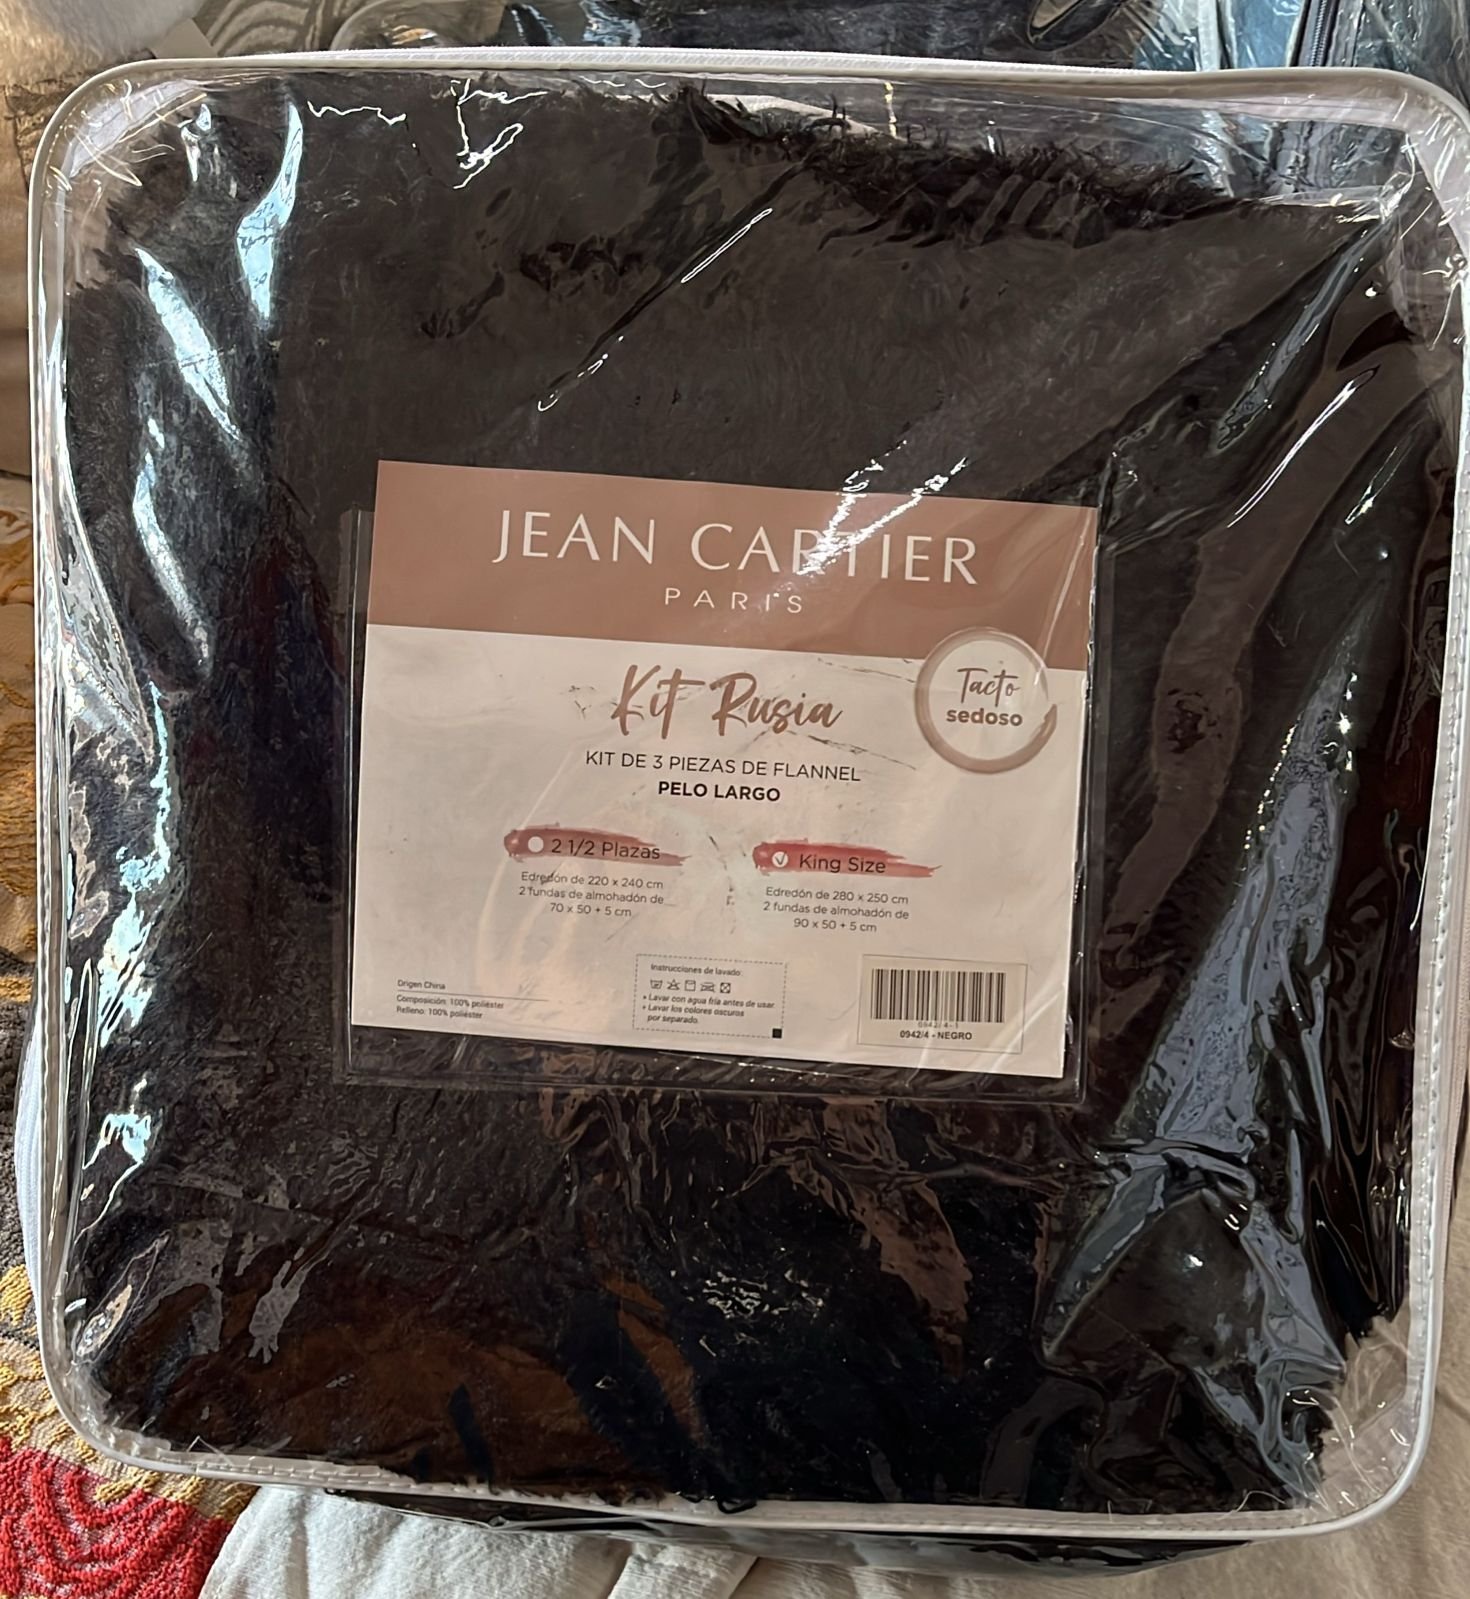 JEAN CARTIER
PARIS
Kit Rusia
Tacto
sedoso
KIT DE 3 PIEZAS DE FLANNEL
PELO LARGO
2 1/2 Plazas
Edredón de 220 x 240 cm
2 fundas de almohadón de
70 x 50 + 5 cm
King Size
Edredón de 280 x 250 cm
2 fundas de almohadón de
90 x 50 + 5 cm
Origen China
Composición: 100% poliéster
Relleno: 100% poliéster
Instrucciones de lavado:
• Lavar con agua fría antes de usar.
• Lavar los colores oscuros
por separado.
0942/4-1
0942/4 - NEGRO